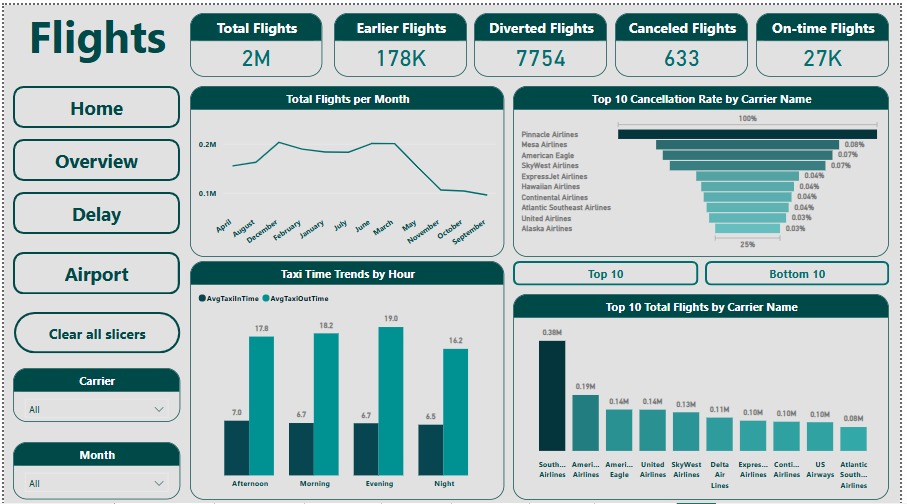 Flights
Total Flights
2M
Earlier Flights
178K
Diverted Flights
7754
Canceled Flights
633
On-time Flights
27K
Home
Overview
Delay
Airport
Clear all slicers
Carrier
All
Month
All
Total Flights per Month
0.2M
0.1M
April
August
December
February
January
July
June
March
May
November
October
September
Top 10 Cancellation Rate by Carrier Name
100%
Pinnacle Airlines
Mesa Airlines 0.08%
American Eagle 0.07%
SkyWest Airlines 0.07%
ExpressJet Airlines 0.04%
Hawaiian Airlines 0.04%
Continental Airlines 0.04%
Atlantic Southeast Airlines 0.04%
United Airlines 0.03%
Alaska Airlines 0.03%
25%
Taxi Time Trends by Hour
AvgTaxiInTime AvgTaxiOutTime
7.0 17.8
6.7 18.2
6.7 19.0
6.5 16.2
Afternoon Morning Evening Night
Top 10
Bottom 10
Top 10 Total Flights by Carrier Name
0.38M 0.19M 0.14M 0.14M 0.13M 0.11M 0.10M 0.10M 0.10M 0.08M
South... Airlines
Ameri... Airlines
Ameri... Eagle
United Airlines
SkyWest Airlines
Delta Air Lines
Expres... Airlines
Conti... Airlines
US Airways
Atlantic South... Airlines